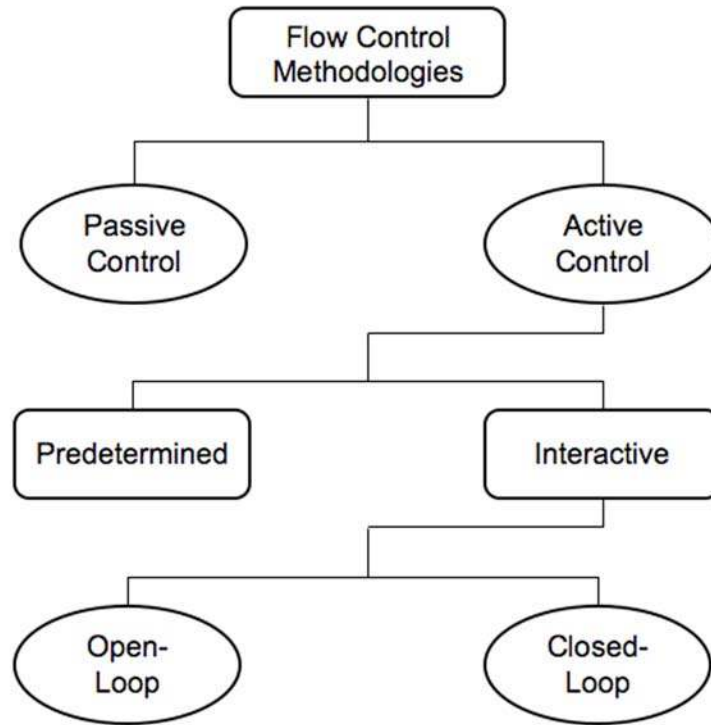 Flow Control
Methodologies
Passive
Control
Active
Control
Predetermined
Interactive
Open-
Loop
Closed-
Loop